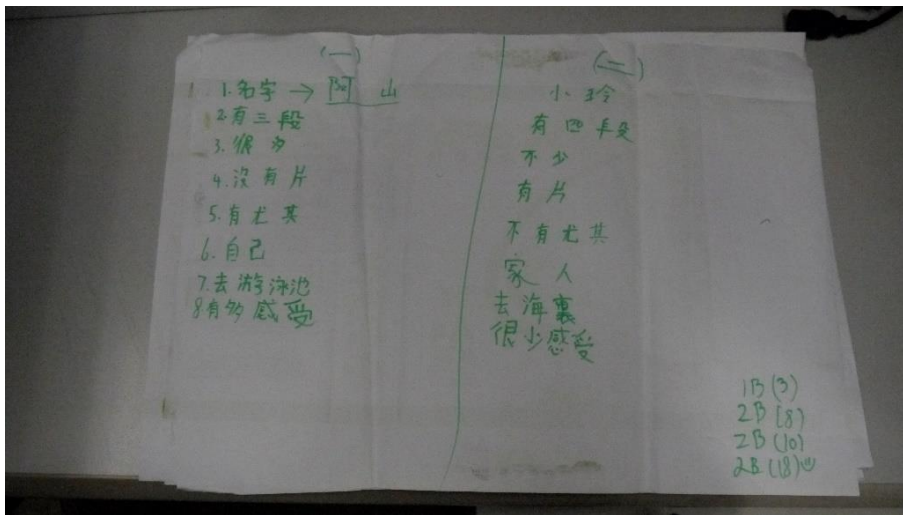 (一)
1.名字→阿山
2.有三段
3.很多
4.沒有片
5.有尤其
6.自己
7.去游泳池
8有多感受
(二)
小玲
有四段
不少
有片
不有尤其
家人
去海裏
很少感受
1B(3)
2B(8)
2B(10)
2B(18)